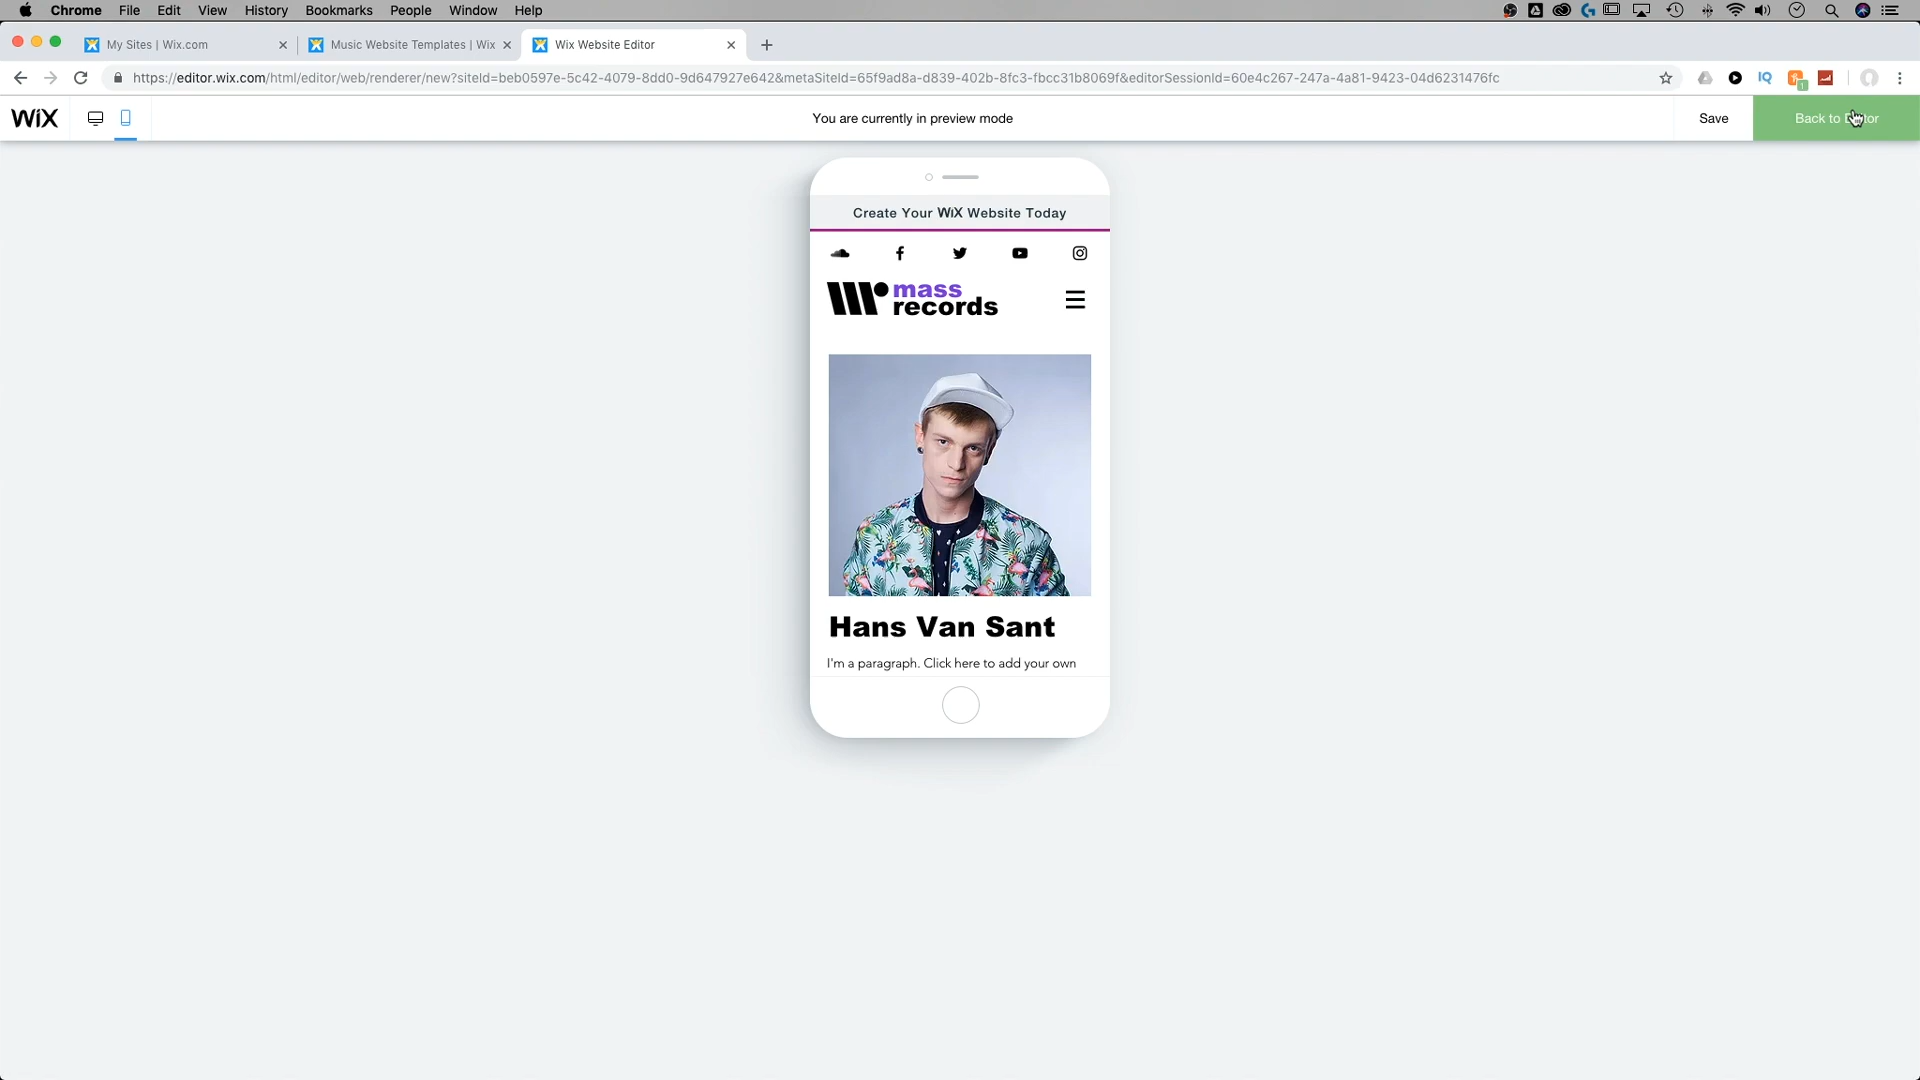 Chrome File Edit View History Bookmarks People Window Help
My Sites | Wix.com
Music Website Templates | Wix
Wix Website Editor
https://editor.wix.com/html/editor/web/renderer/new?siteId=beb0597e-5c42-4079-8dd0-9d647927e642&metaSiteId=65f9ad8a-d839-402b-8fc3-fbcc31b8069f&editorSessionId=60e4c267-247a-4a81-9423-04d6231476fc
IQ
1
WiX
You are currently in preview mode
Save
Back to Editor
Create Your WiX Website Today
mass
records
Hans Van Sant
I'm a paragraph. Click here to add your own